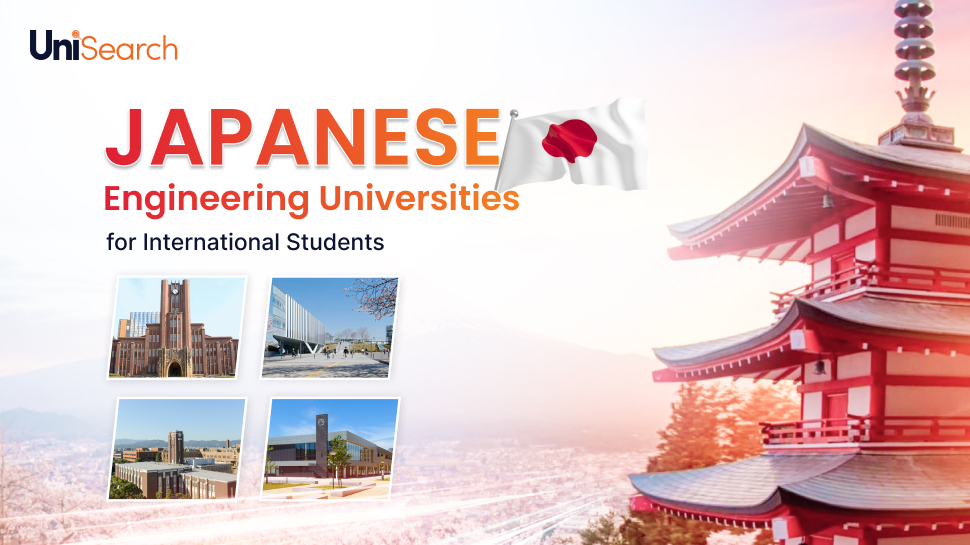 UniSearch
JAPANESE
Engineering Universities
for International Students